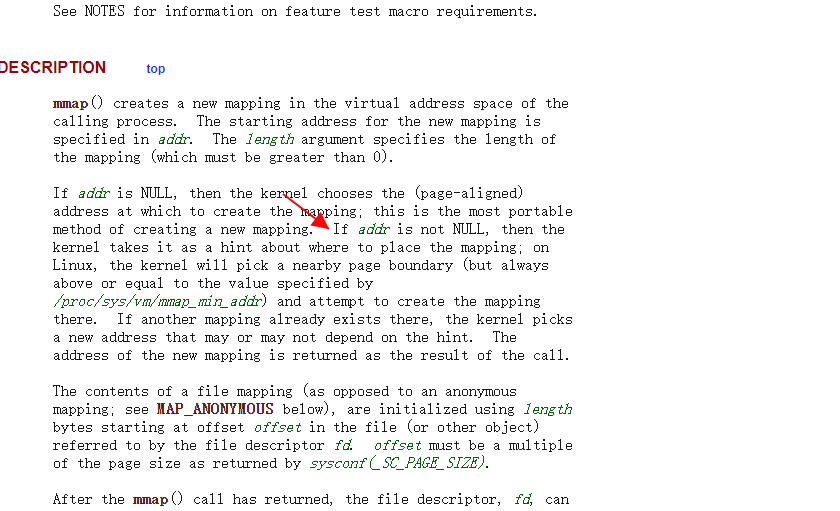 See NOTES for information on feature test macro requirements.
DESCRIPTION top
mmap() creates a new mapping in the virtual address space of the
calling process. The starting address for the new mapping is
specified in addr. The length argument specifies the length of
the mapping (which must be greater than 0).
If addr is NULL, then the kernel chooses the (page-aligned)
address at which to create the mapping; this is the most portable
method of creating a new mapping. If addr is not NULL, then the
kernel takes it as a hint about where to place the mapping; on
Linux, the kernel will pick a nearby page boundary (but always
above or equal to the value specified by
/proc/sys/vm/mmap_min_addr) and attempt to create the mapping
there. If another mapping already exists there, the kernel picks
a new address that may or may not depend on the hint. The
address of the new mapping is returned as the result of the call.
The contents of a file mapping (as opposed to an anonymous
mapping; see MAP_ANONYMOUS below), are initialized using length
bytes starting at offset offset in the file (or other object)
referred to by the file descriptor fd. offset must be a multiple
of the page size as returned by sysconf(_SC_PAGE_SIZE).
After the mmap() call has returned, the file descriptor, fd, can